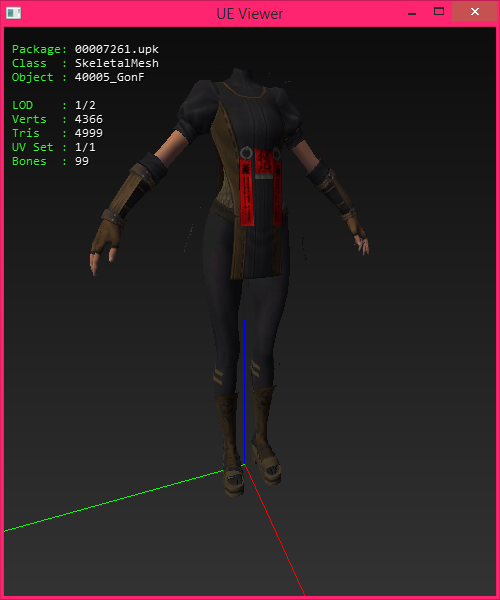 UE Viewer
Package: 00007261.upk
Class : SkeletalMesh
Object : 40005_GonF
LOD : 1/2
Verts : 4366
Tris : 4999
UV Set : 1/1
Bones : 99